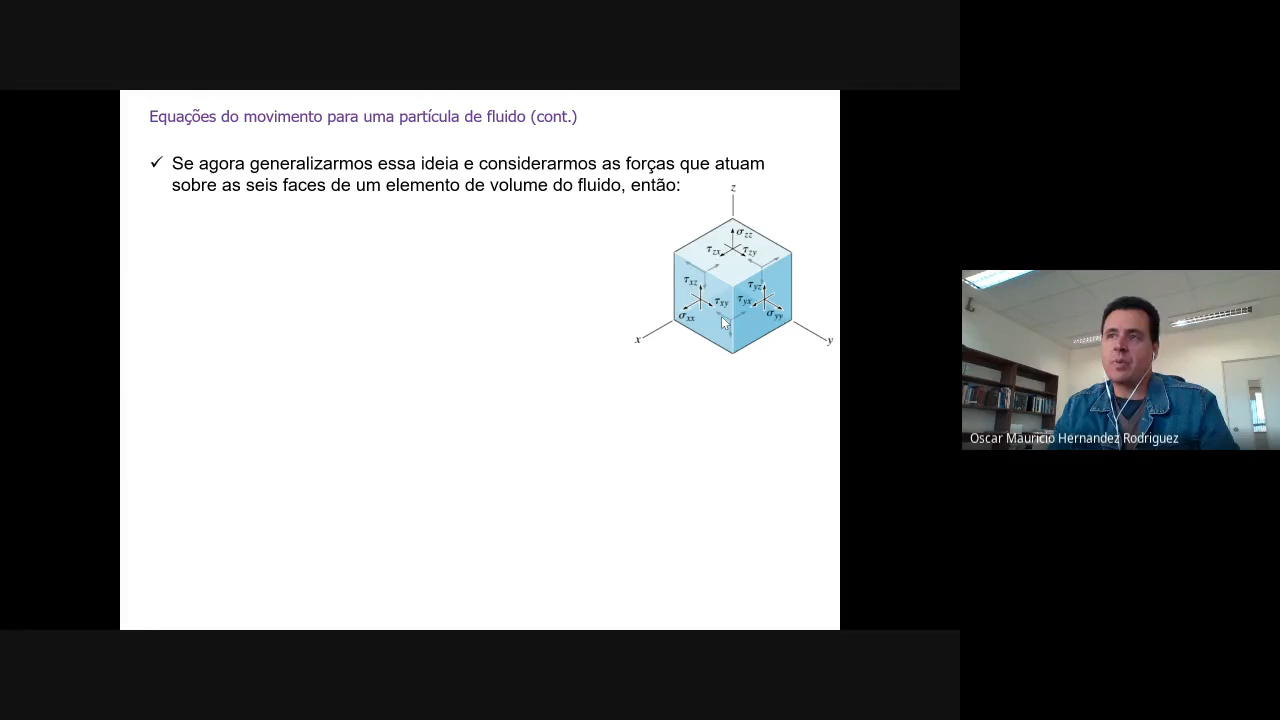 Equações do movimento para uma partícula de fluido (cont.)
✓ Se agora generalizarmos essa ideia e considerarmos as forças que atuam
sobre as seis faces de um elemento de volume do fluido, então:
z
σzz
τzx τzy
τxz τyz
τxy τyx
σxx σyy
x y
Oscar Mauricio Hernandez Rodriguez